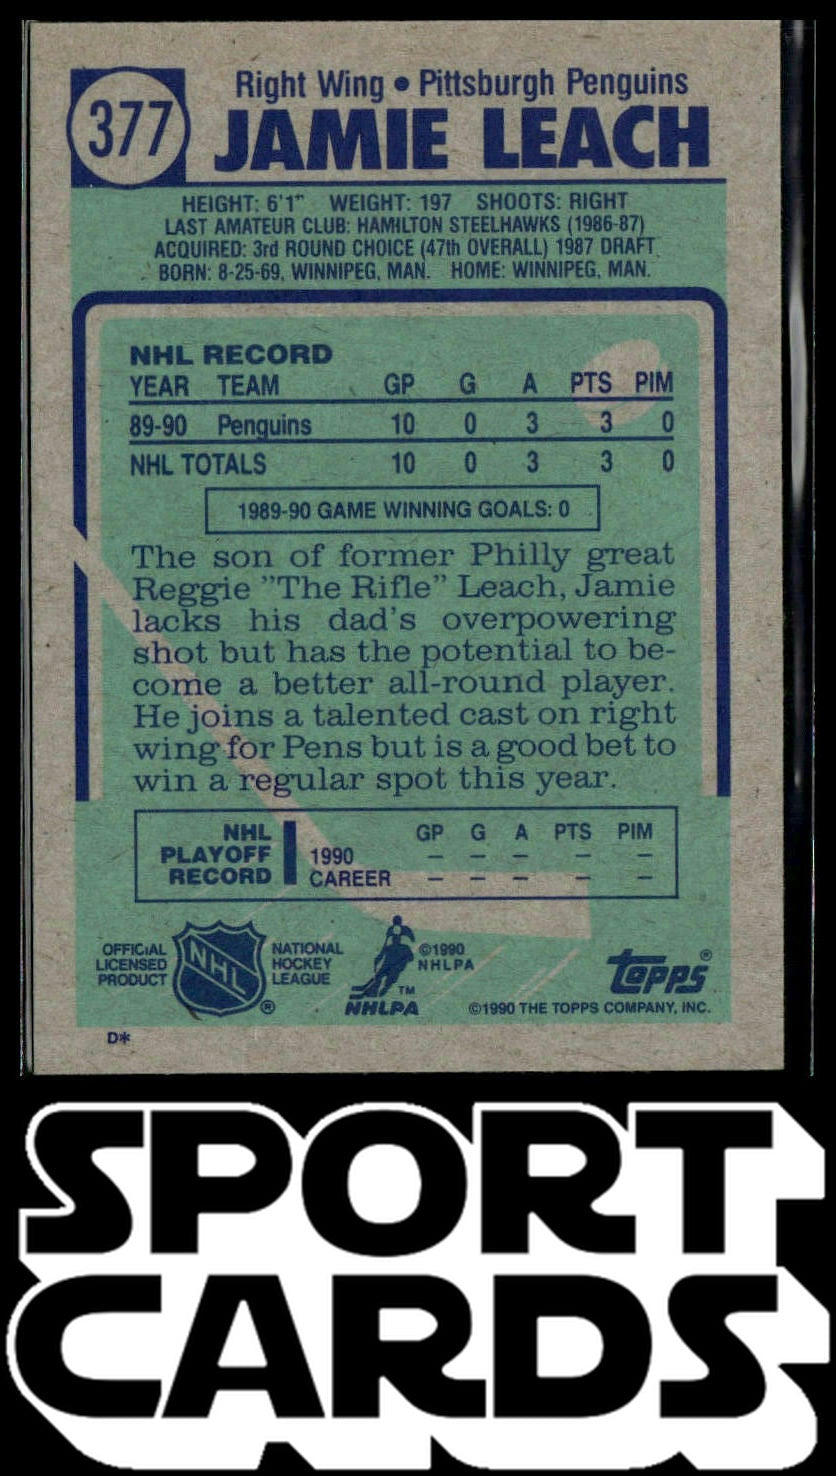 377
Right Wing • Pittsburgh Penguins
JAMIE LEACH
HEIGHT: 6'1" WEIGHT: 197 SHOOTS: RIGHT
LAST AMATEUR CLUB: HAMILTON STEELHAWKS (1986-87)
ACQUIRED: 3rd ROUND CHOICE (47th OVERALL) 1987 DRAFT
BORN: 8-25-69, WINNIPEG, MAN. HOME: WINNIPEG, MAN.
NHL RECORD
YEAR TEAM GP G A PTS PIM
89-90 Penguins 10 0 3 3 0
NHL TOTALS 10 0 3 3 0
1989-90 GAME WINNING GOALS: 0
The son of former Philly great
Reggie "The Rifle" Leach, Jamie
lacks his dad's overpowering
shot but has the potential to be-
come a better all-round player.
He joins a talented cast on right
wing for Pens but is a good bet to
win a regular spot this year.
NHL PLAYOFF RECORD
GP G A PTS PIM
1990 – – – – –
CAREER – – – – –
OFFICIAL LICENSED PRODUCT
NHL
®
NATIONAL HOCKEY LEAGUE
TM
NHLPA
©1990 NHLPA
topps®
©1990 THE TOPPS COMPANY, INC.
D*
SPORT
CARDS